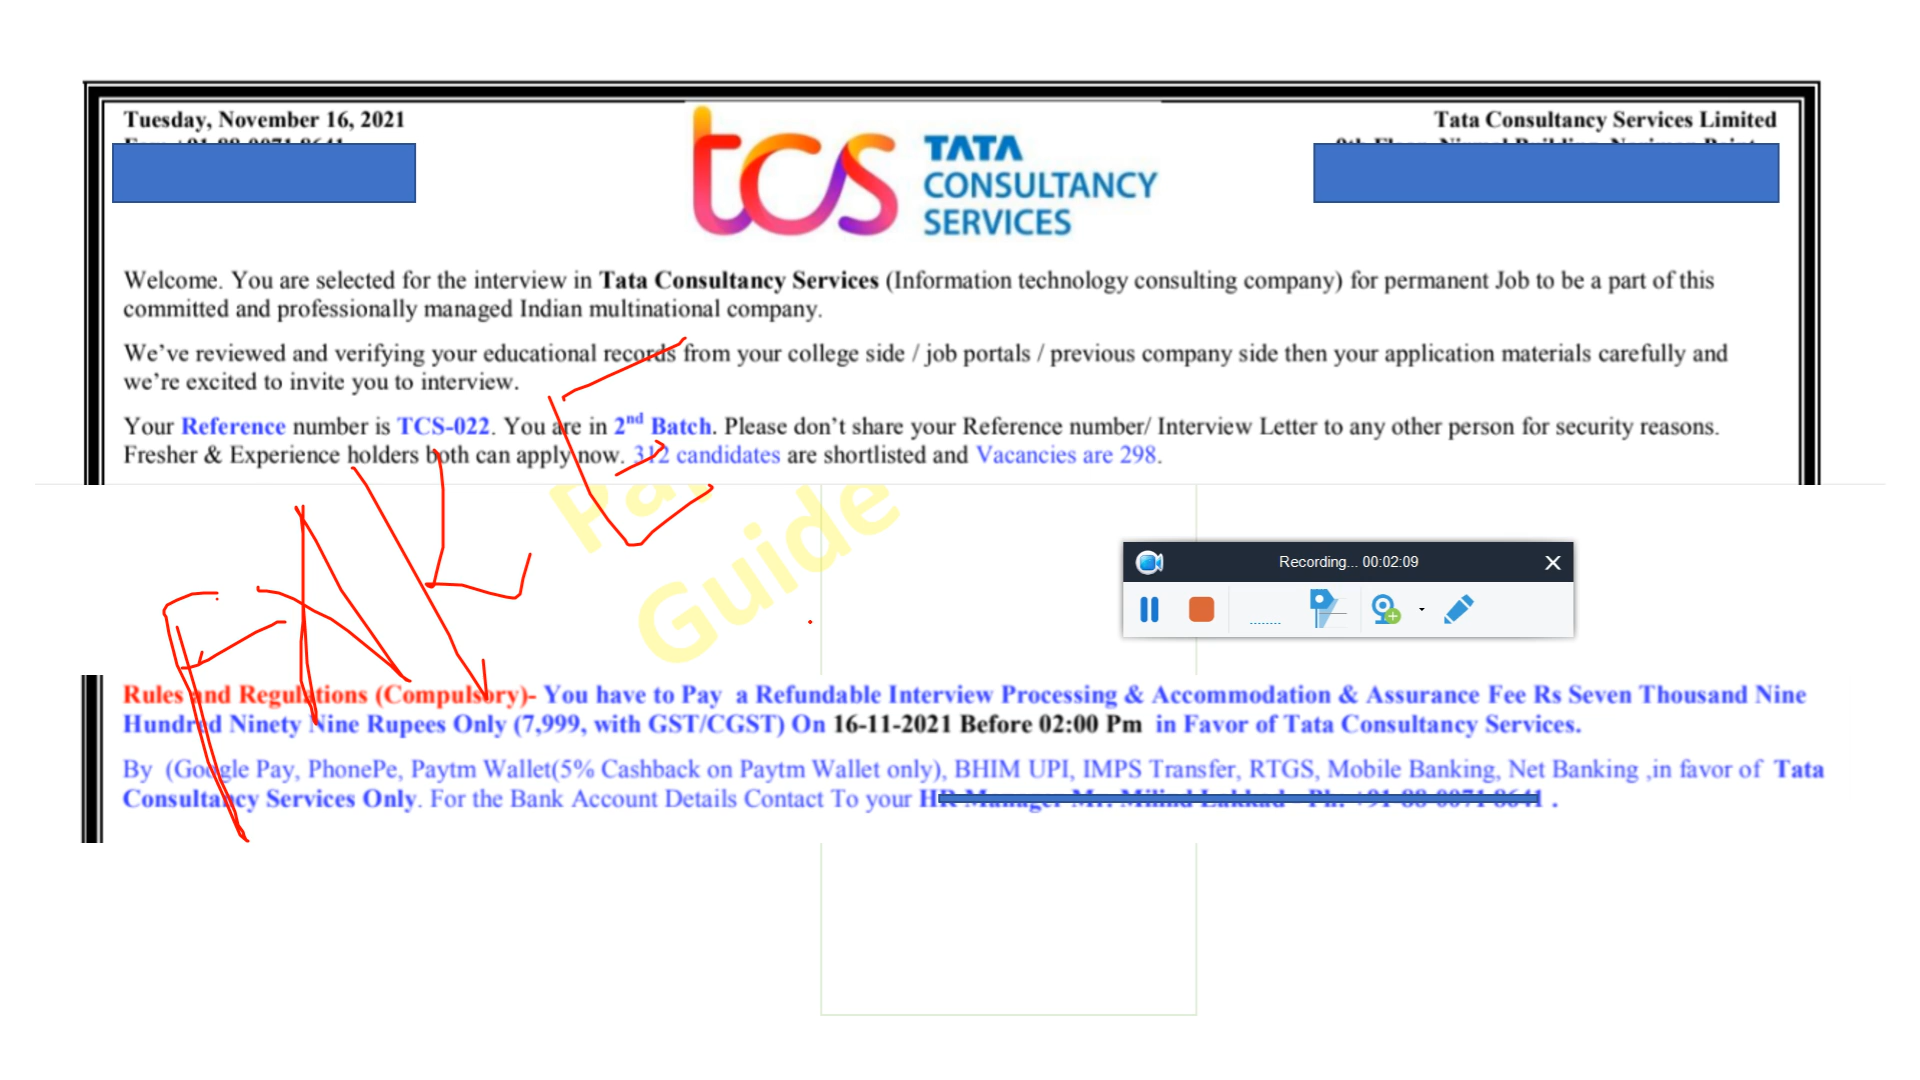 Tuesday, November 16, 2021
Tata Consultancy Services Limited
tcs TATA
CONSULTANCY
SERVICES
Welcome. You are selected for the interview in Tata Consultancy Services (Information technology consulting company) for permanent Job to be a part of this
committed and professionally managed Indian multinational company.
We've reviewed and verifying your educational records from your college side / job portals / previous company side then your application materials carefully and
we're excited to invite you to interview.
Your Reference number is TCS-022. You are in 2nd Batch. Please don't share your Reference number/ Interview Letter to any other person for security reasons.
Fresher & Experience holders both can apply now. 312 candidates are shortlisted and Vacancies are 298.
FAKE
Guide
Recording... 00:02:09
Rules and Regulations (Compulsory)- You have to Pay a Refundable Interview Processing & Accommodation & Assurance Fee Rs Seven Thousand Nine
Hundred Ninety Nine Rupees Only (7,999, with GST/CGST) On 16-11-2021 Before 02:00 Pm in Favor of Tata Consultancy Services.
By (Google Pay, PhonePe, Paytm Wallet(5% Cashback on Paytm Wallet only), BHIM UPI, IMPS Transfer, RTGS, Mobile Banking, Net Banking ,in favor of Tata
Consultancy Services Only. For the Bank Account Details Contact To your